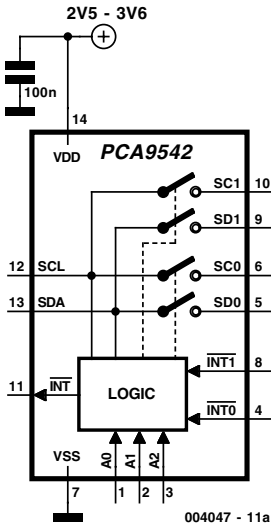 2V5 - 3V6
100n
14
VDD
PCA9542
SC1 10
SD1 9
12 SCL
SC0 6
13 SDA
SD0 5
INT1 8
11 INT
LOGIC
INT0 4
A0 A1 A2
VSS
7 1 2 3
004047 - 11a